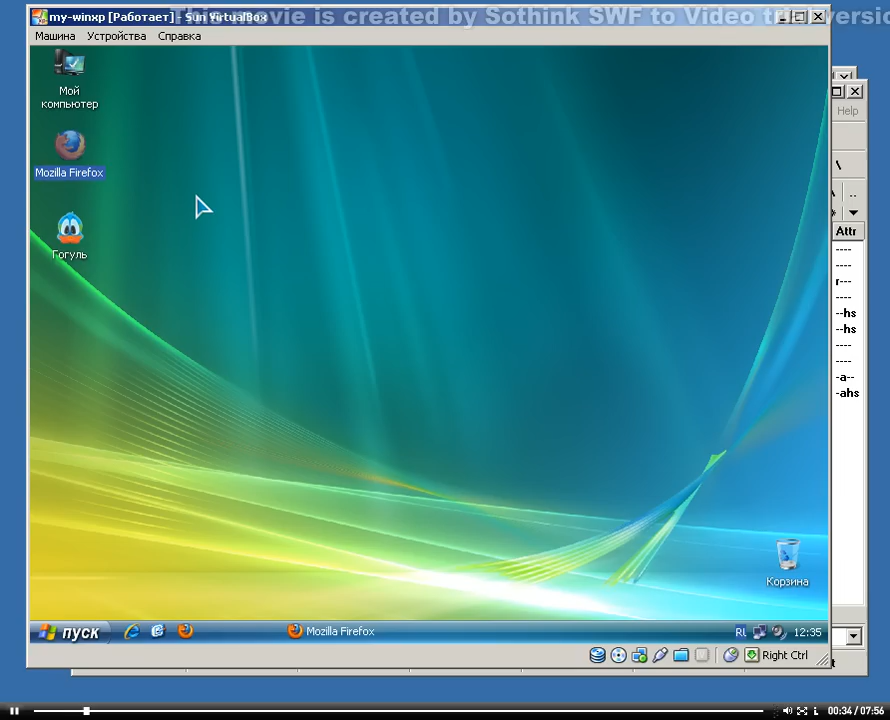 my-winxp [Работает] - Sun VirtualBox
This movie is created by Sothink SWF to Video
Машина Устройства Справка
Мой
компьютер
Mozilla Firefox
Гогуль
Help
Attr
----
----
r---
----
--hs
--hs
----
----
-a--
-ahs
Корзина
пуск
Mozilla Firefox
RU
12:35
Right Ctrl
00:34 / 07:56